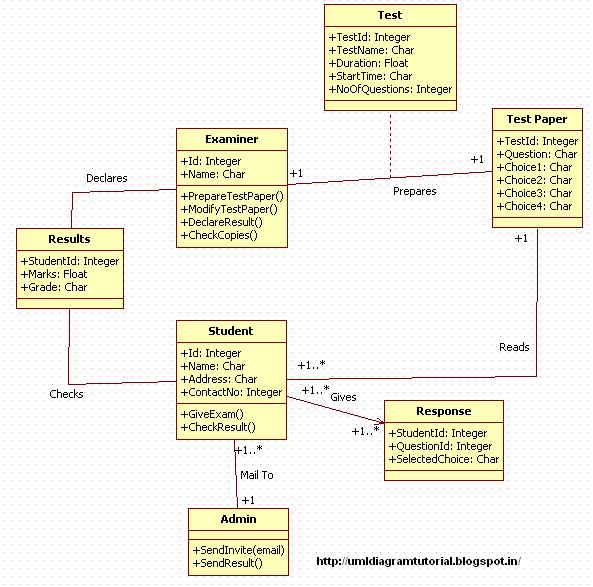 Test
+TestId: Integer
+TestName: Char
+Duration: Float
+StartTime: Char
+NoOfQuestions: Integer
Test Paper
+TestId: Integer
+Question: Char
+Choice1: Char
+Choice2: Char
+Choice3: Char
+Choice4: Char
Examiner
+Id: Integer
+Name: Char
+PrepareTestPaper()
+ModifyTestPaper()
+DeclareResult()
+CheckCopies()
+1
+1
Prepares
Declares
Results
+StudentId: Integer
+Marks: Float
+Grade: Char
+1
Reads
Student
+Id: Integer
+Name: Char
+Address: Char
+ContactNo: Integer
+GiveExam()
+CheckResult()
+1..*
+1..*
Gives
+1..*
Checks
Response
+StudentId: Integer
+QuestionId: Integer
+SelectedChoice: Char
+1..*
Mail To
+1
Admin
+SendInvite(email)
+SendResult()
http://umldiagramtutorial.blogspot.in/